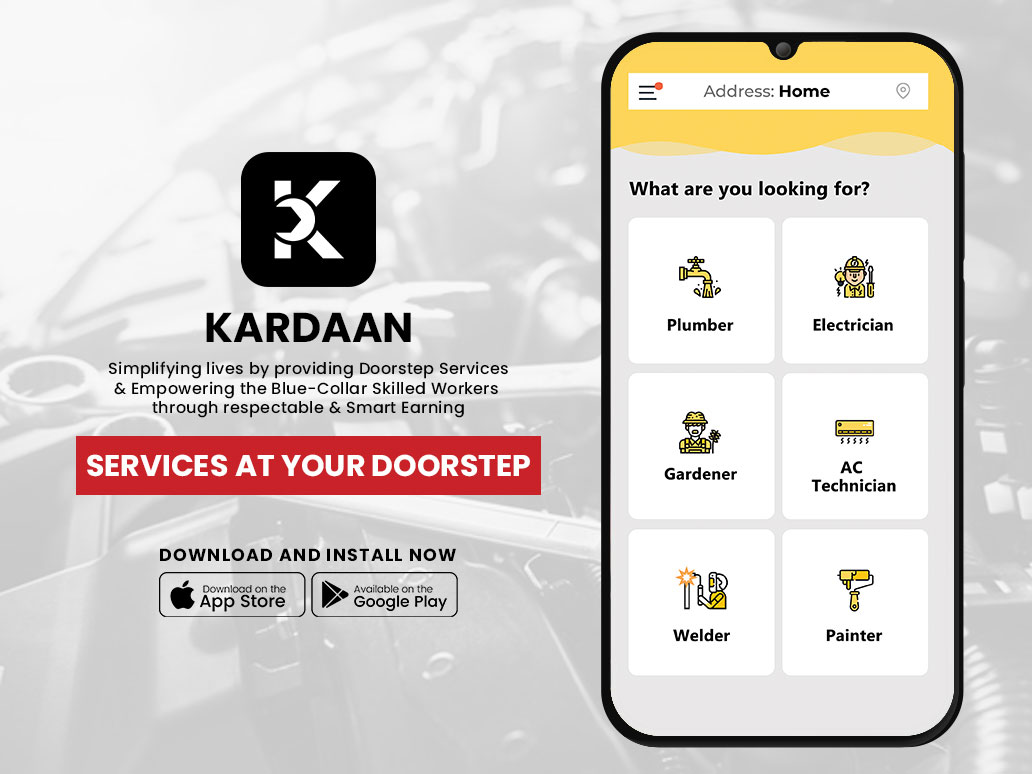 KARDAAN
Simplifying lives by providing Doorstep Services
& Empowering the Blue-Collar Skilled Workers
through respectable & Smart Earning
SERVICES AT YOUR DOORSTEP
DOWNLOAD AND INSTALL NOW
Download on the
App Store
Available on the
Google Play
Address: Home
What are you looking for?
Plumber
Electrician
Gardener
AC
Technician
Welder
Painter